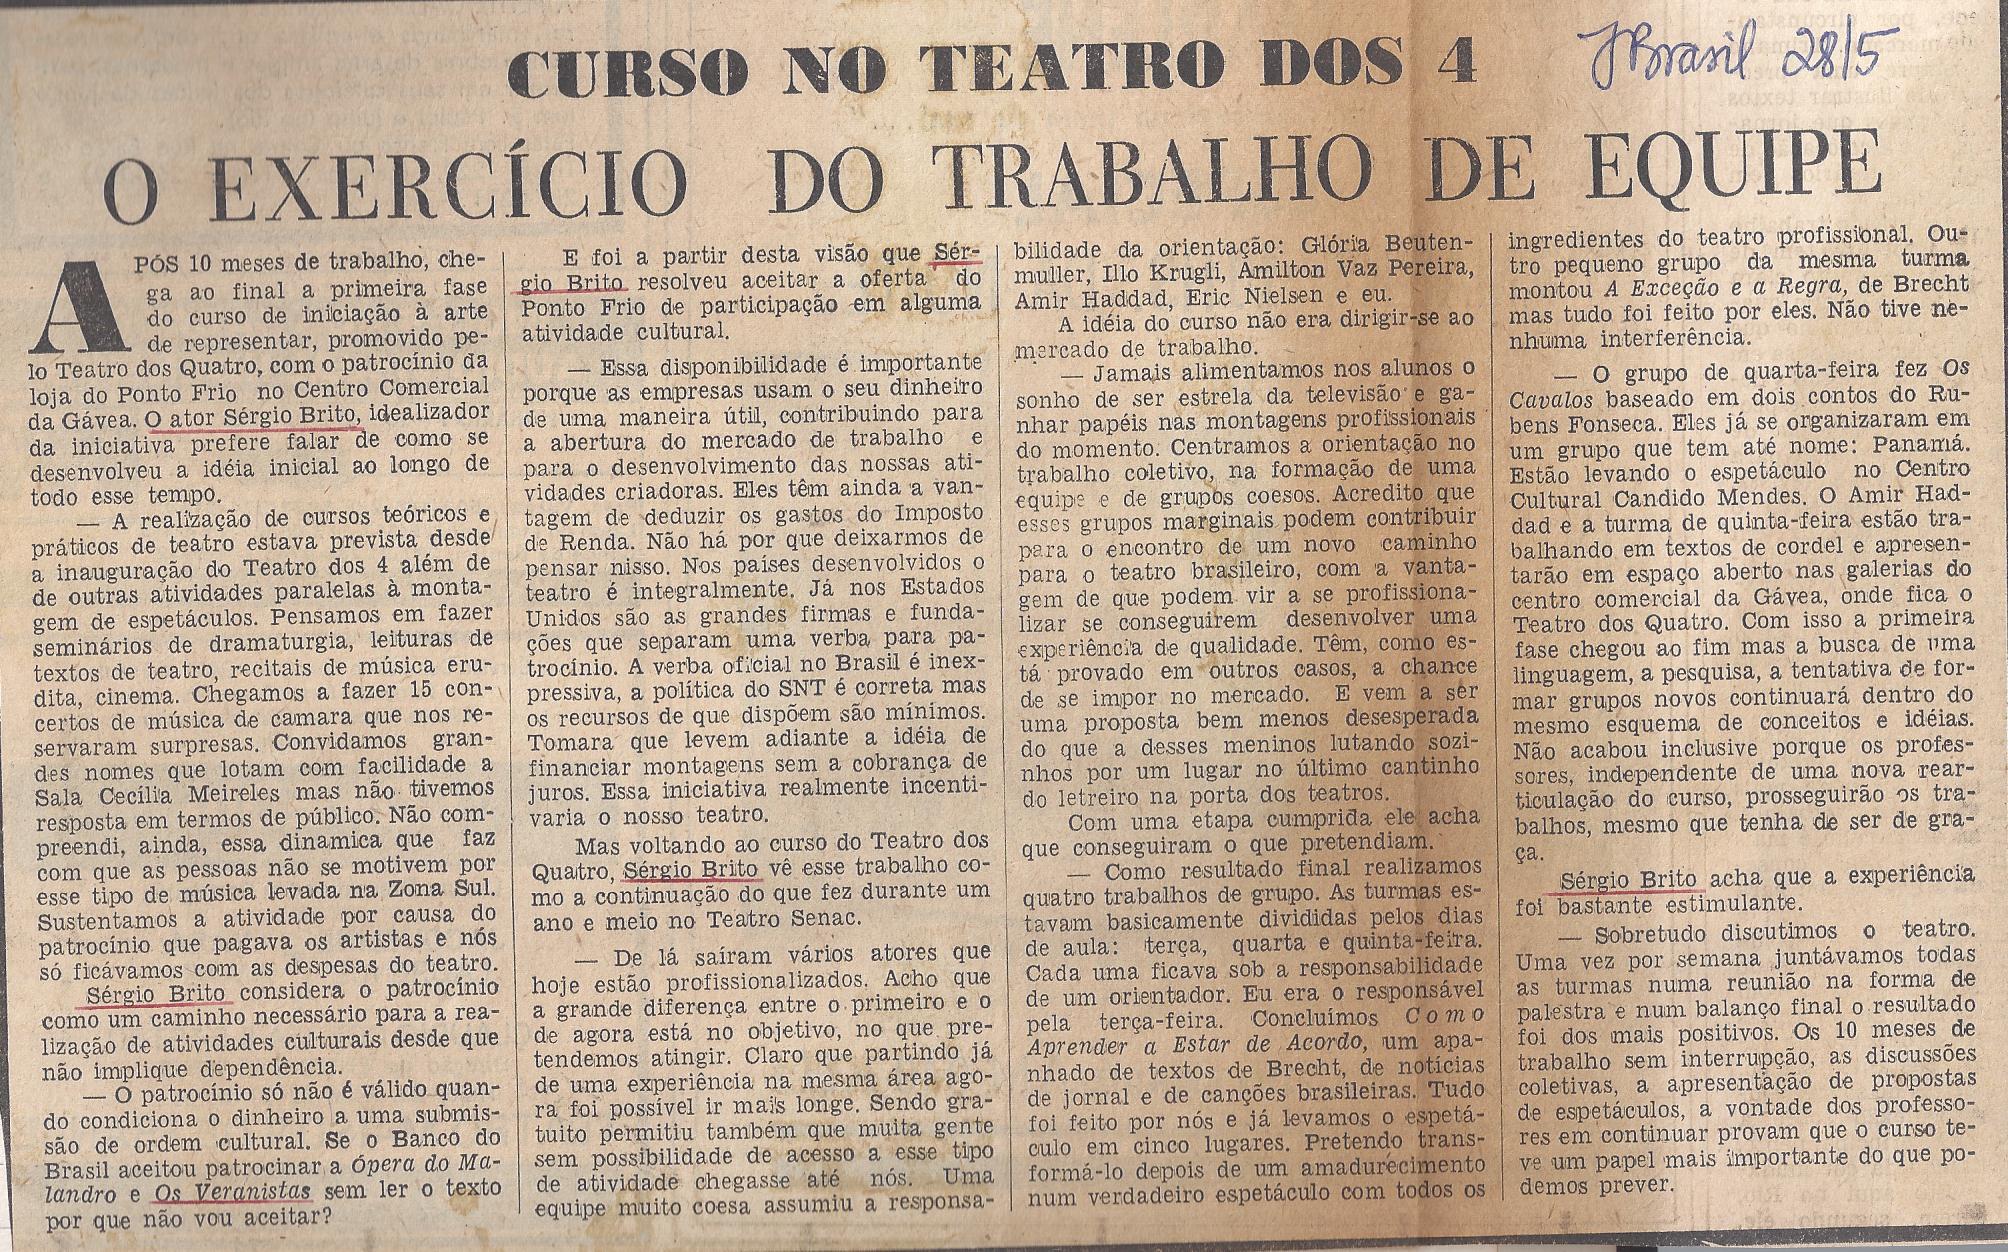 CURSO NO TEATRO DOS 4
JBrasil 28/5
O EXERCÍCIO DO TRABALHO DE EQUIPE
APÓS 10 meses de trabalho, che-
ga ao final a primeira fase
do curso de iniciação à arte
de representar, promovido pe-
lo Teatro dos Quatro, com o patrocínio da
loja do Ponto Frio no Centro Comercial
da Gávea. O ator Sérgio Brito, idealizador
da iniciativa prefere falar de como se
desenvolveu a idéia inicial ao longo de
todo esse tempo.
— A realização de cursos teóricos e
práticos de teatro estava prevista desde
a inauguração do Teatro dos 4 além de
de outras atividades paralelas à monta-
gem de espetáculos. Pensamos em fazer
seminários de dramaturgia, leituras de
textos de teatro, recitais de música eru-
dita, cinema. Chegamos a fazer 15 con-
certos de música de camara que nos re-
servaram surpresas. Convidamos gran-
des nomes que lotam com facilidade a
Sala Cecília Meireles mas não tivemos
resposta em termos de público. Não com-
preendi, ainda, essa dinamica que faz
com que as pessoas não se motivem por
esse tipo de música levada na Zona Sul.
Sustentamos a atividade por causa do
patrocínio que pagava os artistas e nós
só ficávamos com as despesas do teatro.
Sérgio Brito considera o patrocínio
como um caminho necessário para a rea-
lização de atividades culturais desde que
não implique dependência.
— O patrocínio só não é válido quan-
do condiciona o dinheiro a uma submis-
são de ordem cultural. Se o Banco do
Brasil aceitou patrocinar a Ópera do Ma-
landro e Os Veranistas sem ler o texto
por que não vou aceitar?
E foi a partir desta visão que Sér-
gio Brito resolveu aceitar a oferta do
Ponto Frio de participação em alguma
atividade cultural.
— Essa disponibilidade é importante
porque as empresas usam o seu dinheiro
de uma maneira útil, contribuindo para
a abertura do mercado de trabalho e
para o desenvolvimento das nossas ati-
vidades criadoras. Eles têm ainda a van-
tagem de deduzir os gastos do Imposto
de Renda. Não há por que deixarmos de
pensar nisso. Nos países desenvolvidos o
teatro é integralmente. Já nos Estados
Unidos são as grandes firmas e funda-
ções que separam uma verba para pa-
trocínio. A verba oficial no Brasil é inex-
pressiva, a política do SNT é correta mas
os recursos de que dispõem são mínimos.
Tomara que levem adiante a idéia de
financiar montagens sem a cobrança de
juros. Essa iniciativa realmente incenti-
varia o nosso teatro.
Mas voltando ao curso do Teatro dos
Quatro, Sérgio Brito vê esse trabalho co-
mo a continuação do que fez durante um
ano e meio no Teatro Senac.
— De lá saíram vários atores que
hoje estão profissionalizados. Acho que
a grande diferença entre o primeiro e o
de agora está no objetivo, no que pre-
tendemos atingir. Claro que partindo já
de uma experiência na mesma área ago-
ra foi possível ir mais longe. Sendo gra-
tuito permitiu também que muita gente
sem possibilidade de acesso a esse tipo
de atividade chegasse até nós. Uma
equipe muito coesa assumiu a responsa-
bilidade da orientação: Glória Beuten-
muller, Illo Krugli, Amilton Vaz Pereira,
Amir Haddad, Eric Nielsen e eu.
A idéia do curso não era dirigir-se ao
mercado de trabalho.
— Jamais alimentamos nos alunos o
sonho de ser estrela da televisão e ga-
nhar papéis nas montagens profissionais
do momento. Centramos a orientação no
trabalho coletivo, na formação de uma
equipe e de grupos coesos. Acredito que
esses grupos marginais podem contribuir
para o encontro de um novo caminho
para o teatro brasileiro, com a vanta-
gem de que podem vir a se profissiona-
lizar se conseguirem desenvolver uma
experiência de qualidade. Têm, como es-
tá provado em outros casos, a chance
de se impor no mercado. E vem a ser
uma proposta bem menos desesperada
do que a desses meninos lutando sozi-
nhos por um lugar no último cantinho
do letreiro na porta dos teatros.
Com uma etapa cumprida ele acha
que conseguiram o que pretendiam.
— Como resultado final realizamos
quatro trabalhos de grupo. As turmas es-
tavam basicamente divididas pelos dias
de aula: terça, quarta e quinta-feira.
Cada uma ficava sob a responsabilidade
de um orientador. Eu era o responsável
pela terça-feira. Concluímos Como
Aprender a Estar de Acordo, um apa-
nhado de textos de Brecht, de notícias
de jornal e de canções brasileiras. Tudo
foi feito por nós e já levamos o espetá-
culo em cinco lugares. Pretendo trans-
formá-lo depois de um amadurecimento
num verdadeiro espetáculo com todos os
ingredientes do teatro profissional. Ou-
tro pequeno grupo da mesma turma
montou A Exceção e a Regra, de Brecht
mas tudo foi feito por eles. Não tive ne-
nhuma interferência.
— O grupo de quarta-feira fez Os
Cavalos baseado em dois contos do Ru-
bens Fonseca. Eles já se organizaram em
um grupo que tem até nome: Panamá.
Estão levando o espetáculo no Centro
Cultural Candido Mendes. O Amir Had-
dad e a turma de quinta-feira estão tra-
balhando em textos de cordel e apresen-
tarão em espaço aberto nas galerias do
centro comercial da Gávea, onde fica o
Teatro dos Quatro. Com isso a primeira
fase chegou ao fim mas a busca de uma
linguagem, a pesquisa, a tentativa de for-
mar grupos novos continuará dentro do
mesmo esquema de conceitos e idéias.
Não acabou inclusive porque os profes-
sores, independente de uma nova rear-
ticulação do curso, prosseguirão os tra-
balhos, mesmo que tenha de ser de gra-
ça.
Sérgio Brito acha que a experiência
foi bastante estimulante.
— Sobretudo discutimos o teatro.
Uma vez por semana juntávamos todas
as turmas numa reunião na forma de
palestra e num balanço final o resultado
foi dos mais positivos. Os 10 meses de
trabalho sem interrupção, as discussões
coletivas, a apresentação de propostas
de espetáculos, a vontade dos professo-
res em continuar provam que o curso te-
ve um papel mais importante do que po-
demos prever.